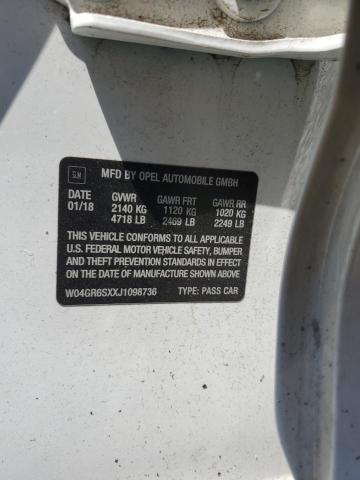 GM MFD BY OPEL AUTOMOBILE GMBH
DATE GVWR GAWR FRT GAWR RR
01/18 2140 KG 1120 KG 1020 KG
4718 LB 2469 LB 2249 LB
THIS VEHICLE CONFORMS TO ALL APPLICABLE
U.S. FEDERAL MOTOR VEHICLE SAFETY, BUMPER
AND THEFT PREVENTION STANDARDS IN EFFECT
ON THE DATE OF MANUFACTURE SHOWN ABOVE
W04GR6SXXJ1098736 TYPE: PASS CAR